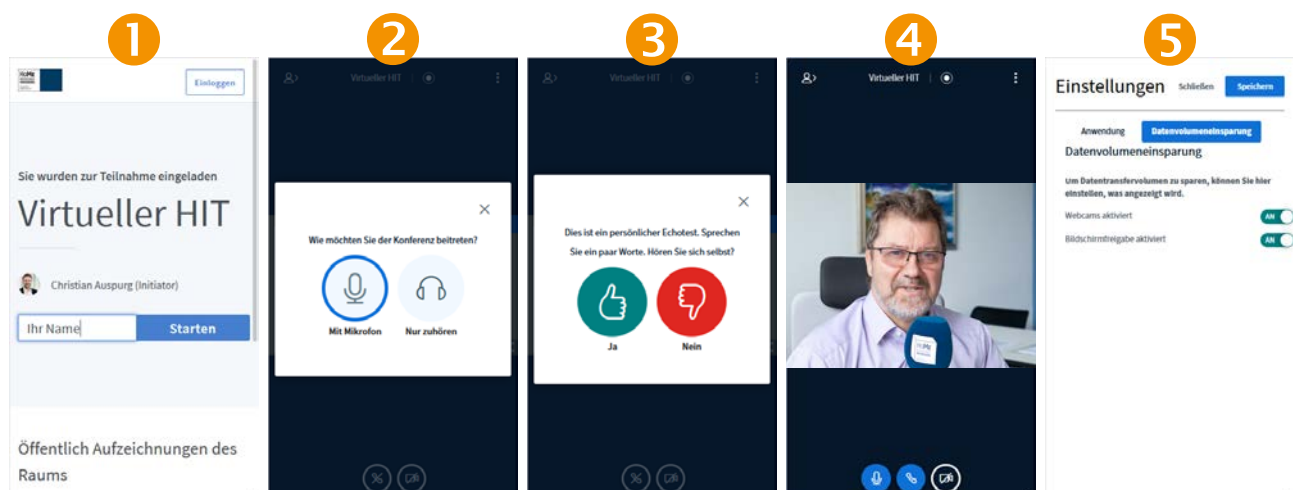 1
Einloggen
Sie wurden zur Teilnahme eingeladen
Virtueller HIT
Christian Auspurg (Initiator)
Ihr Name
Starten
Öffentlich Aufzeichnungen des
Raums
2
Virtueller HIT
Wie möchten Sie der Konferenz beitreten?
Mit Mikrofon
Nur zuhören
3
Virtueller HIT
Dies ist ein persönlicher Echotest. Sprechen
Sie ein paar Worte. Hören Sie sich selbst?
Ja
Nein
4
Virtueller HIT
5
Einstellungen
Schließen
Speichern
Anwendung
Datenvolumeneinsparung
Datenvolumeneinsparung
Um Datentransfervolumen zu sparen, können Sie hier
einstellen, was angezeigt wird.
Webcams aktiviert
AN
Bildschirmfreigabe aktiviert
AN